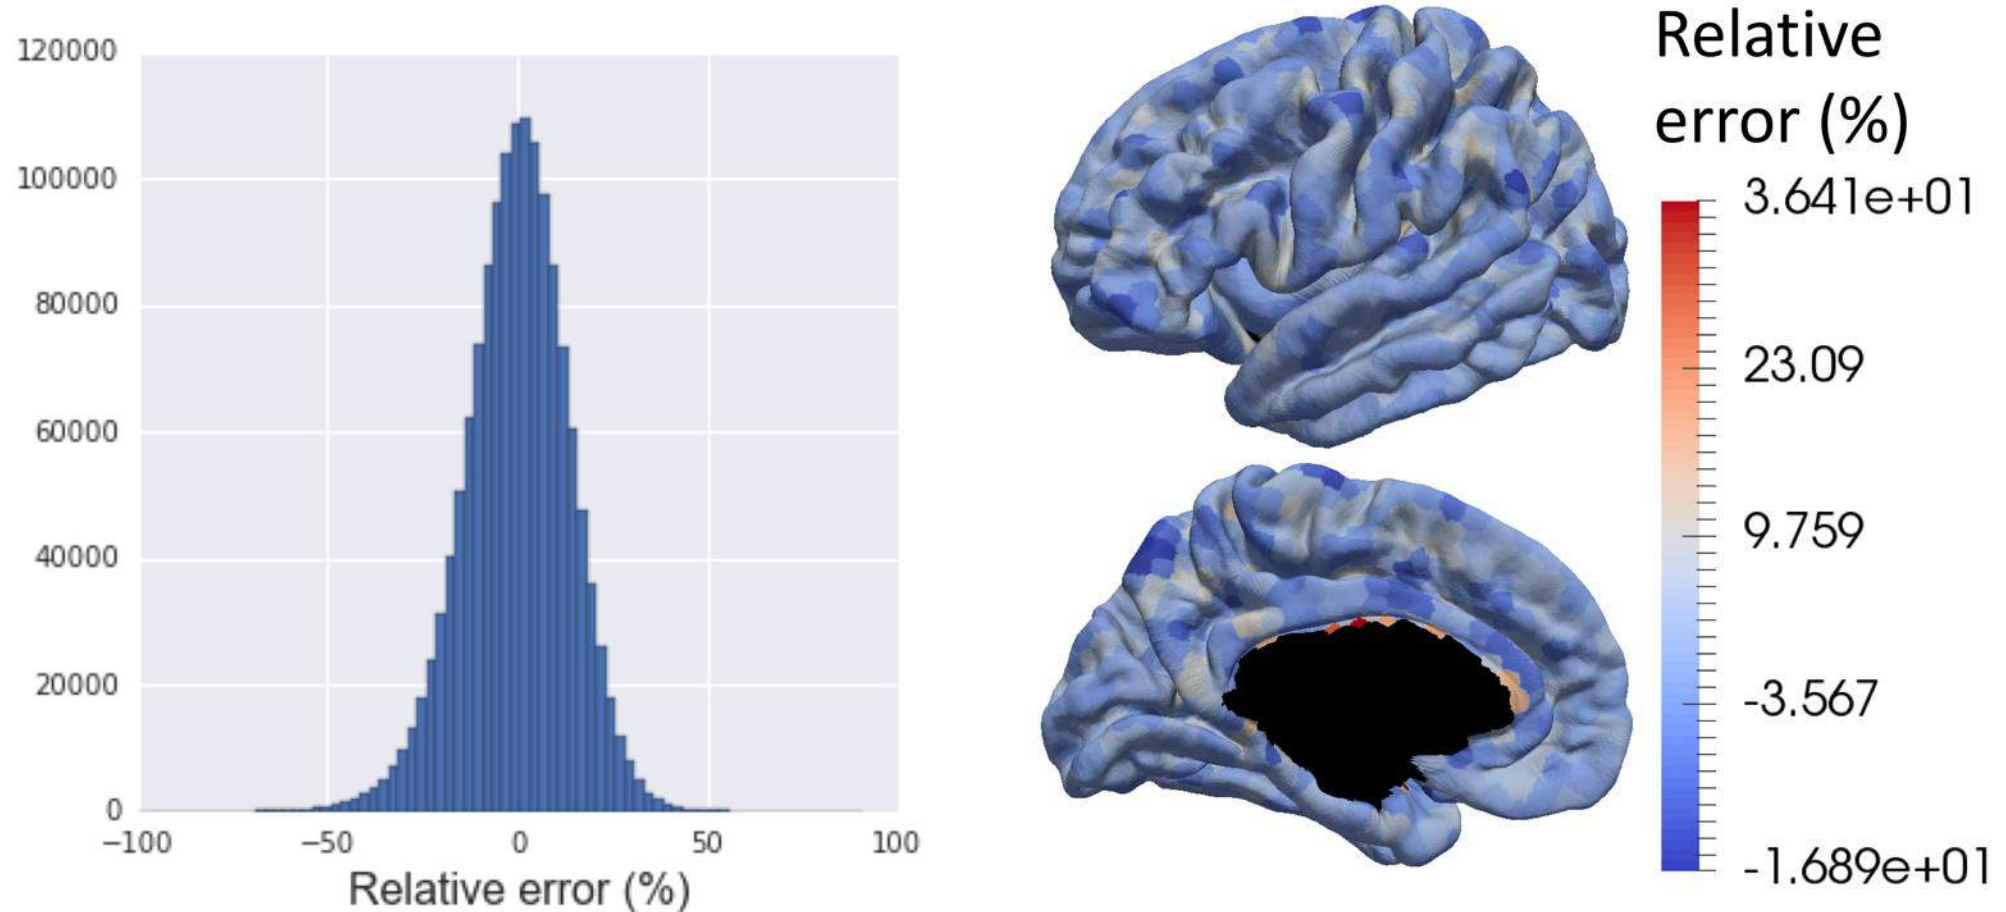 120000
100000
80000
60000
40000
20000
0
−100 −50 0 50 100
Relative error (%)
Relative
error (%)
3.641e+01
23.09
9.759
-3.567
-1.689e+01